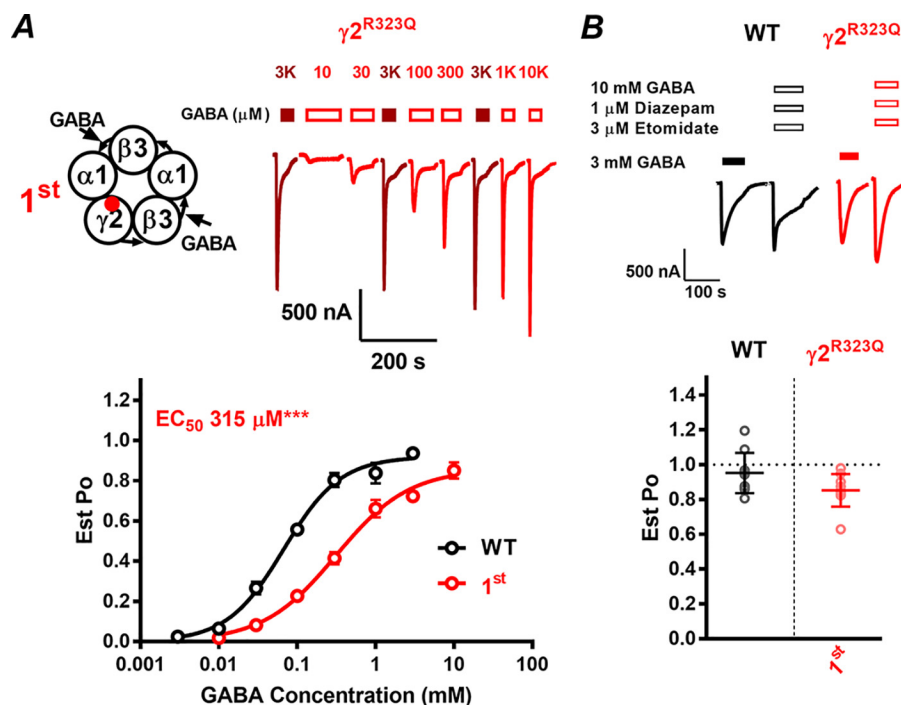 A
γ2R323Q
3K 10 30 3K 100 300 3K 1K 10K
GABA (μM)
GABA
β3
α1 α1
1st
γ2 β3
GABA
500 nA
200 s
EC50 315 μM***
Est Po
1.2
1.0
0.8
0.6
0.4
0.2
0.0
WT
1st
0.001 0.01 0.1 1 10 100
GABA Concentration (mM)
B
WT γ2R323Q
10 mM GABA
1 μM Diazepam
3 μM Etomidate
3 mM GABA
500 nA
100 s
WT γ2R323Q
Est Po
1.4
1.2
1.0
0.8
0.6
0.4
0.2
0.0
1st